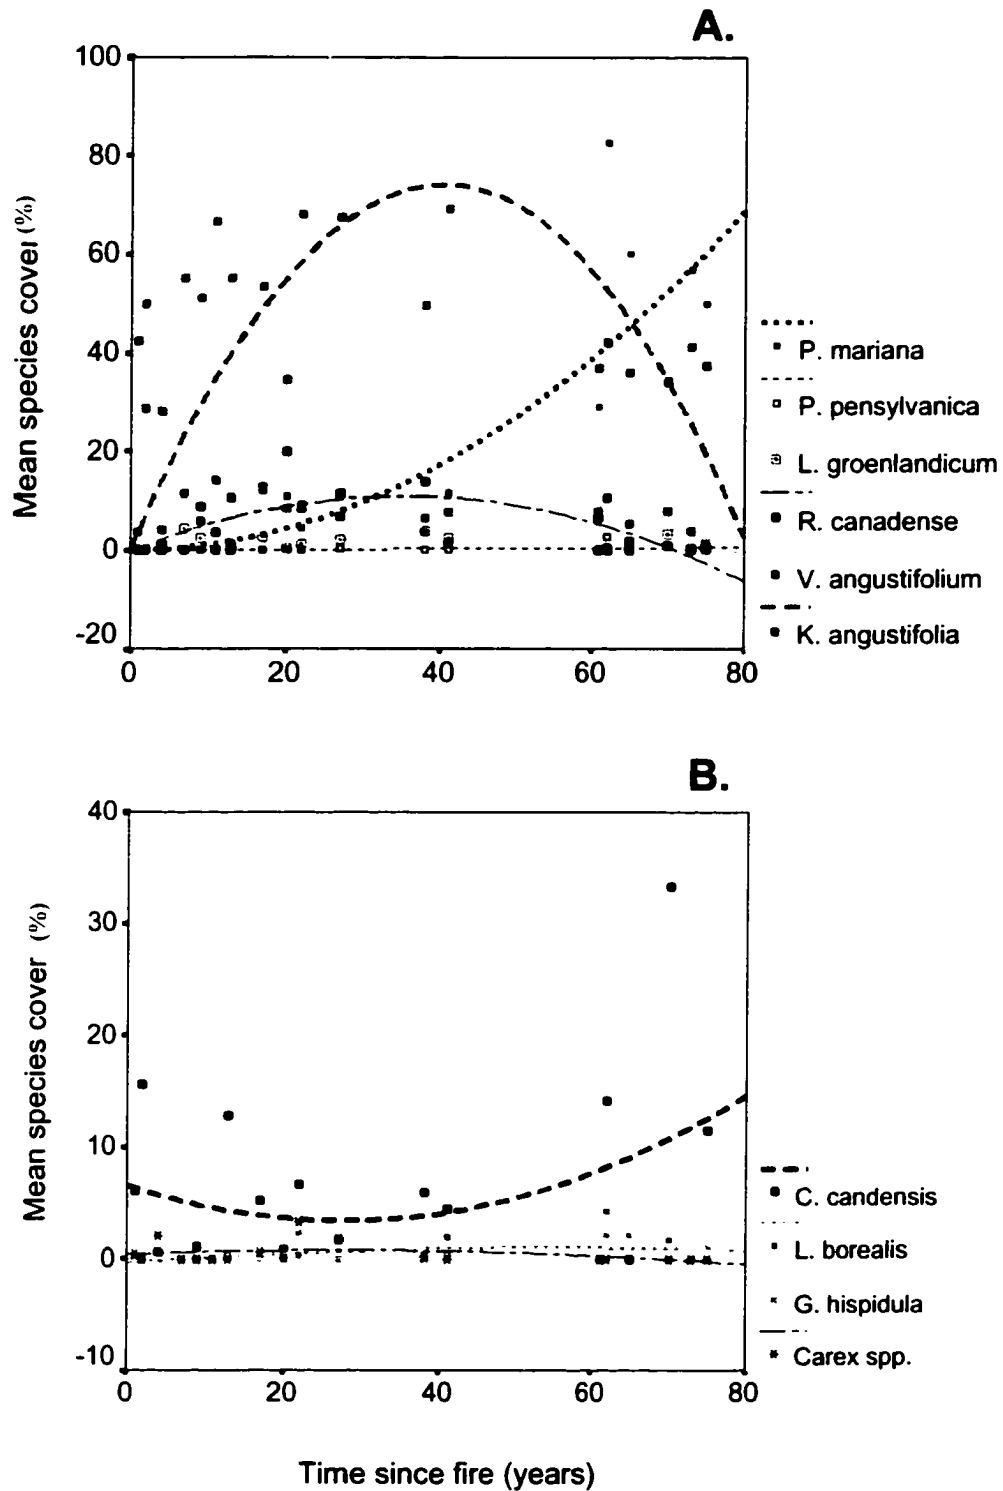 A.
Mean species cover (%)
100
80
60
40
20
0
-20
0 20 40 60 80
P. mariana
P. pensylvanica
L. groenlandicum
R. canadense
V. angustifolium
K. angustifolia
B.
Mean species cover (%)
40
30
20
10
0
-10
0 20 40 60 80
C. candensis
L. borealis
G. hispidula
Carex spp.
Time since fire (years)